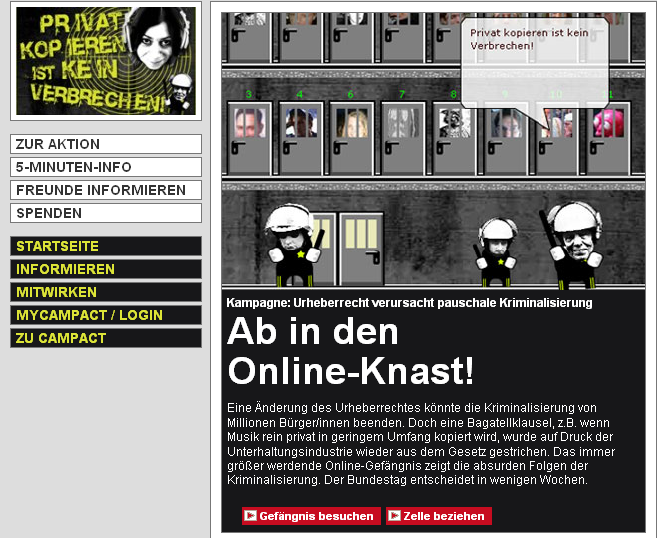 PRIVAT
KOPIEREN
IST KEIN
VERBRECHEN!
ZUR AKTION
5-MINUTEN-INFO
FREUNDE INFORMIEREN
SPENDEN
STARTSEITE
INFORMIEREN
MITWIRKEN
MYCAMPACT / LOGIN
ZU CAMPACT
Privat kopieren ist kein
Verbrechen!
3 4 6 7 8 9 10 11
Kampagne: Urheberrecht verursacht pauschale Kriminalisierung
Ab in den
Online-Knast!
Eine Änderung des Urheberrechtes könnte die Kriminalisierung von
Millionen Bürger/innen beenden. Doch eine Bagatellklausel, z.B. wenn
Musik rein privat in geringem Umfang kopiert wird, wurde auf Druck der
Unterhaltungsindustrie wieder aus dem Gesetz gestrichen. Das immer
größer werdende Online-Gefängnis zeigt die absurden Folgen der
Kriminalisierung. Der Bundestag entscheidet in wenigen Wochen.
Gefängnis besuchen Zelle beziehen